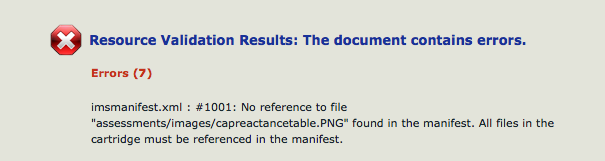 Resource Validation Results: The document contains errors.
Errors (7)
imsmanifest.xml : #1001: No reference to file
"assessments/images/capreactancetable.PNG" found in the manifest. All files in the
cartridge must be referenced in the manifest.